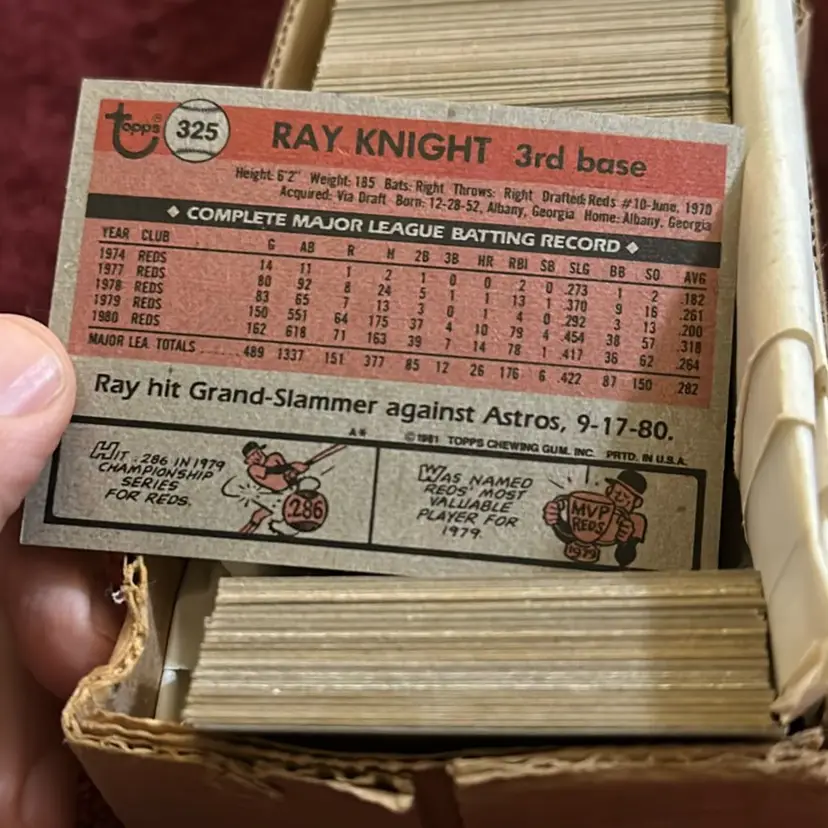 Topps® 325 RAY KNIGHT 3rd base
Height: 6'2" Weight: 185 Bats: Right Throws: Right Drafted: Reds #10-June, 1970
Acquired: Via Draft Born: 12-28-52, Albany, Georgia Home: Albany, Georgia
◆ COMPLETE MAJOR LEAGUE BATTING RECORD ◆
YEAR CLUB G AB R H 2B 3B HR RBI SB SLG BB SO AVG
1974 REDS 14 11 1 2 1 0 0 2 0 .273 1 2 .182
1977 REDS 80 92 8 24 5 1 1 13 1 .370 9 16 .261
1978 REDS 83 65 7 13 3 0 1 4 0 .292 3 13 .200
1979 REDS 150 551 64 175 37 4 10 79 4 .454 38 57 .318
1980 REDS 162 618 71 163 39 7 14 78 1 .417 36 62 .264
MAJOR LEA. TOTALS ....... 489 1337 151 377 85 12 26 176 6 .422 87 150 .282
Ray hit Grand-Slammer against Astros, 9-17-80.
A* ©1981 TOPPS CHEWING GUM, INC. PRTD. IN U.S.A.
HIT .286 IN 1979
CHAMPIONSHIP
SERIES
FOR REDS.
.286
WAS NAMED
REDS' MOST
VALUABLE
PLAYER FOR
1979.
MVP
REDS
1979